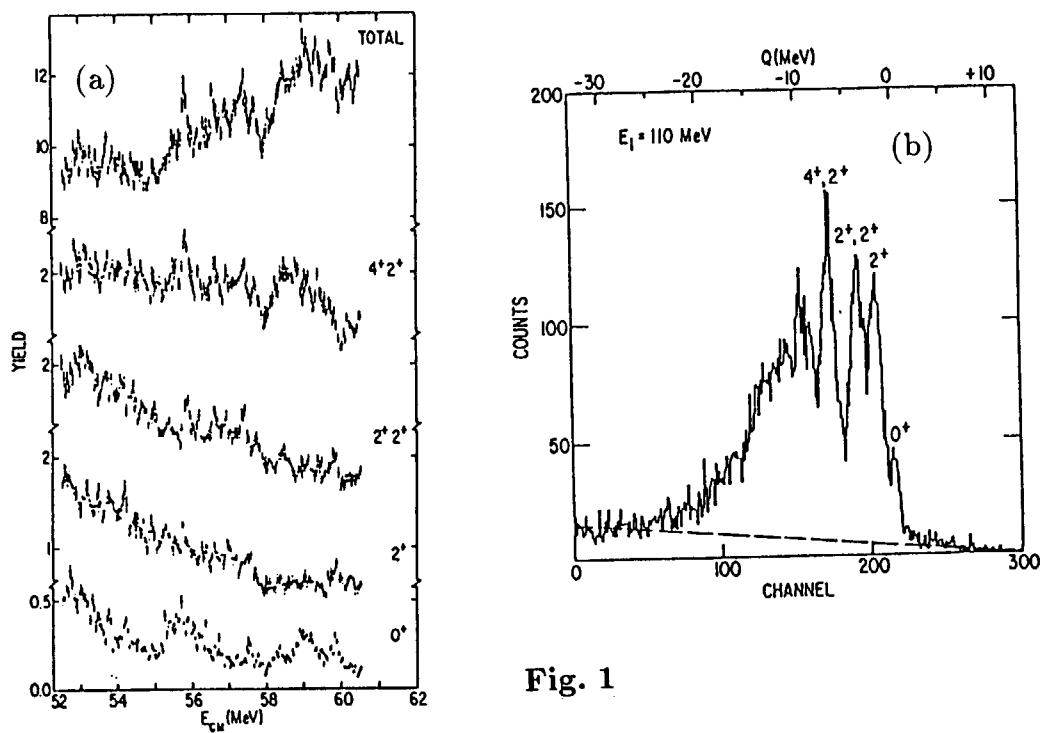 TOTAL
(a)
12
10
8
4⁺2⁺
2
YIELD
2
2⁺2⁺
2
2⁺
1
0.5
0⁺
0.0
52 54 56 58 60 62
E_CM(MeV)
Q(MeV)
-30 -20 -10 0 +10
200
E_l = 110 MeV
(b)
4⁺,2⁺
150
2⁺,2⁺
2⁺
COUNTS
100
50
0⁺
0 100 200 300
CHANNEL
Fig. 1